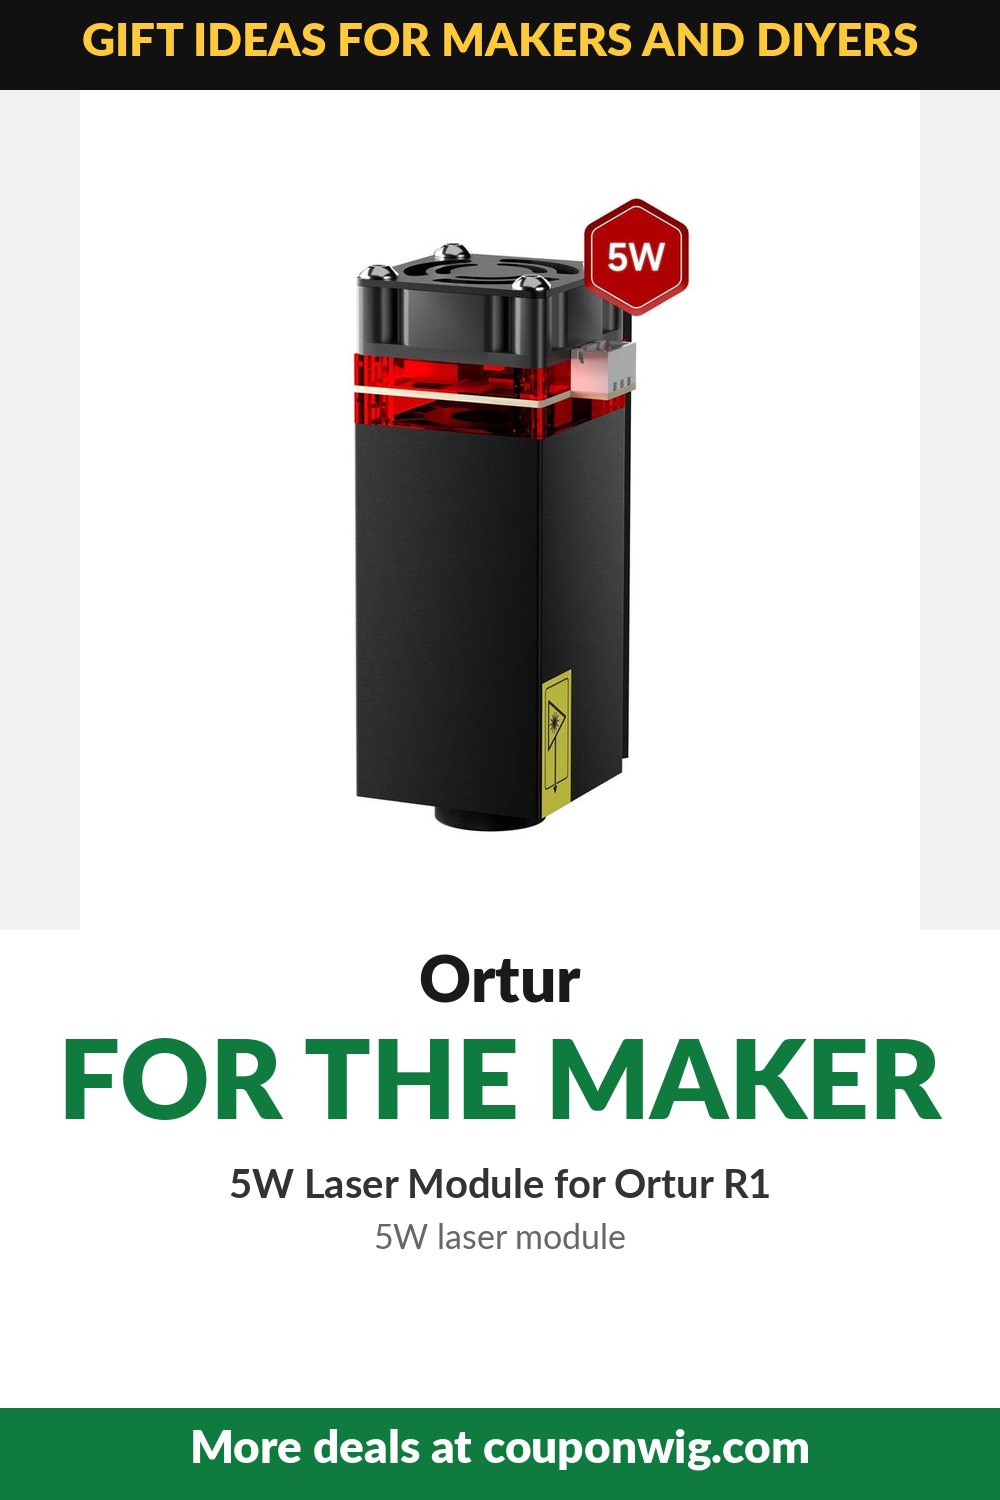 GIFT IDEAS FOR MAKERS AND DIYERS
5W
Ortur
FOR THE MAKER
5W Laser Module for Ortur R1
5W laser module
More deals at couponwig.com